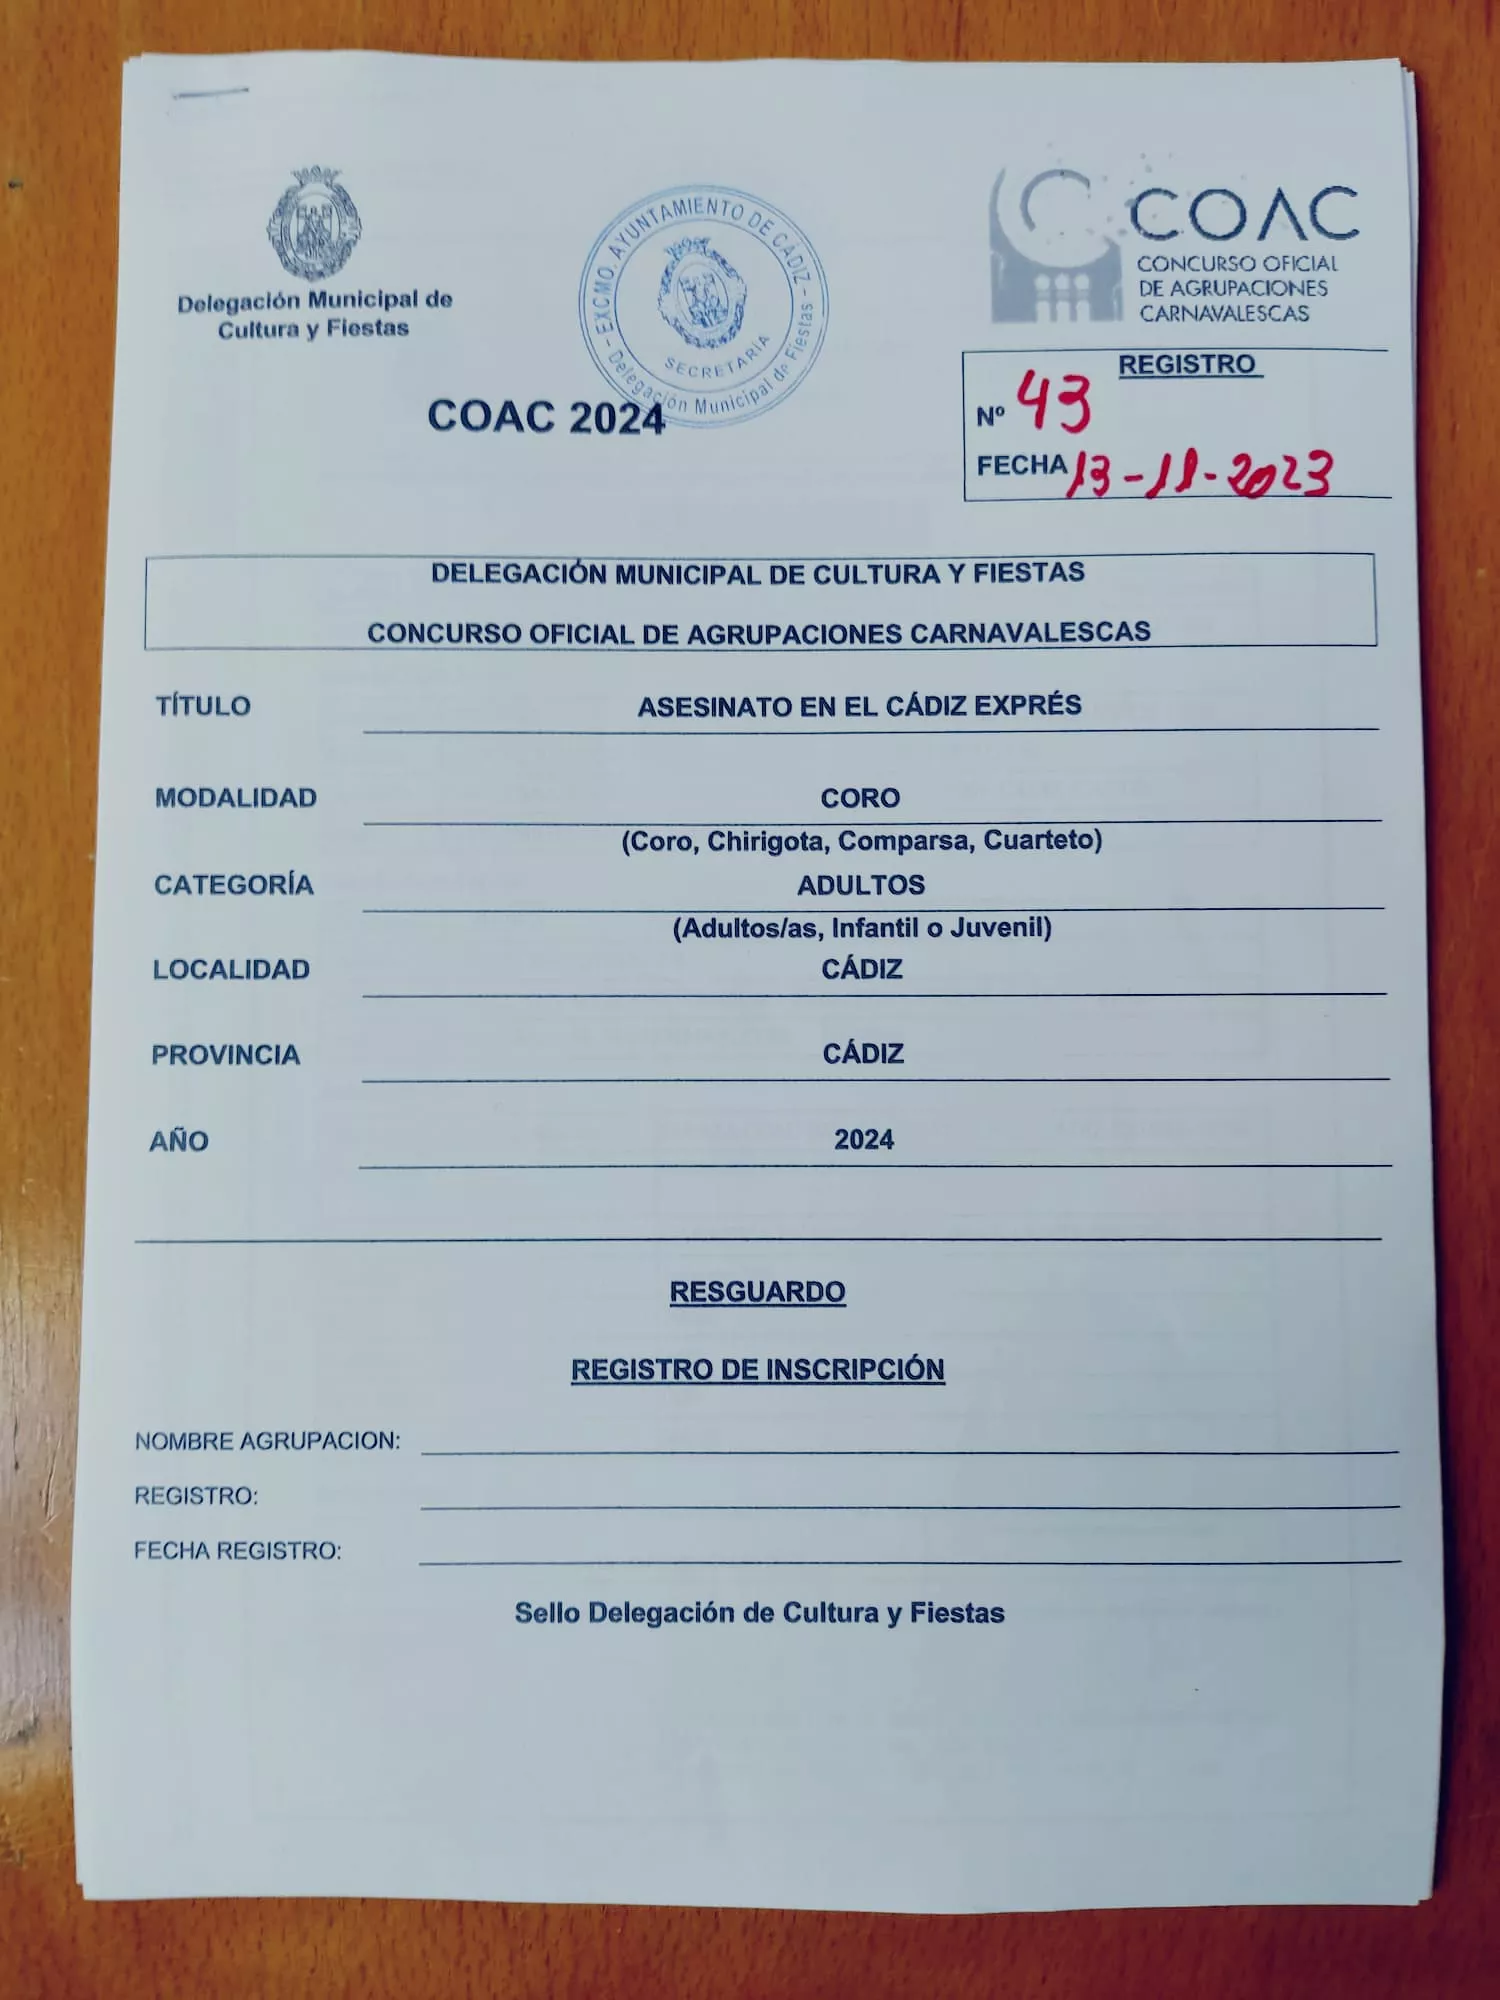 Delegación Municipal de
Cultura y Fiestas
EXCMO. AYUNTAMIENTO DE CÁDIZ
SECRETARÍA
- Delegación Municipal de Fiestas -
COAC
CONCURSO OFICIAL
DE AGRUPACIONES
CARNAVALESCAS
COAC 2024
REGISTRO
Nº 43
FECHA 13-11-2023
DELEGACIÓN MUNICIPAL DE CULTURA Y FIESTAS
CONCURSO OFICIAL DE AGRUPACIONES CARNAVALESCAS
TÍTULO ASESINATO EN EL CÁDIZ EXPRÉS
MODALIDAD CORO
(Coro, Chirigota, Comparsa, Cuarteto)
CATEGORÍA ADULTOS
(Adultos/as, Infantil o Juvenil)
LOCALIDAD CÁDIZ
PROVINCIA CÁDIZ
AÑO 2024
RESGUARDO
REGISTRO DE INSCRIPCIÓN
NOMBRE AGRUPACION:
REGISTRO:
FECHA REGISTRO:
Sello Delegación de Cultura y Fiestas